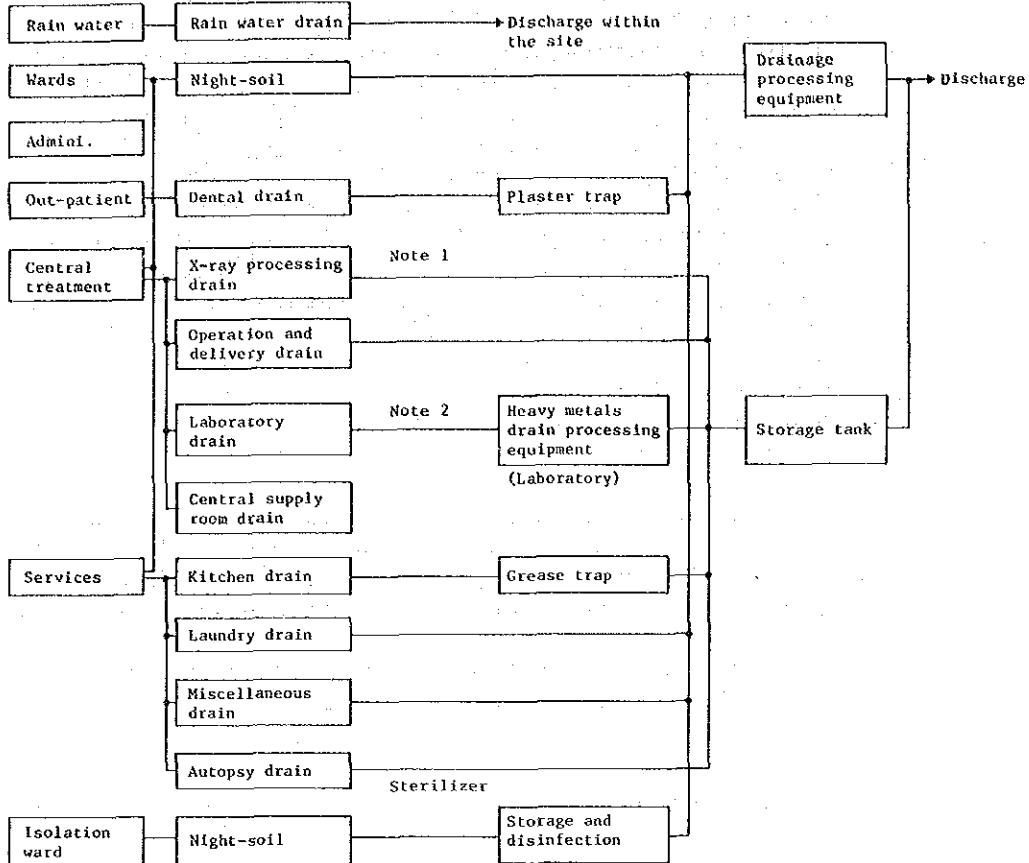 Rain water
Rain water drain
Discharge within
the site
Wards
Night-soil
Drainage
processing
equipment
Discharge
Admini.
Out-patient
Dental drain
Plaster trap
Central
treatment
X-ray processing
drain
Note 1
Operation and
delivery drain
Laboratory
drain
Note 2
Heavy metals
drain processing
equipment
(Laboratory)
Storage tank
Central supply
room drain
Services
Kitchen drain
Grease trap
Laundry drain
Miscellaneous
drain
Autopsy drain
Sterilizer
Isolation
ward
Night-soil
Storage and
disinfection